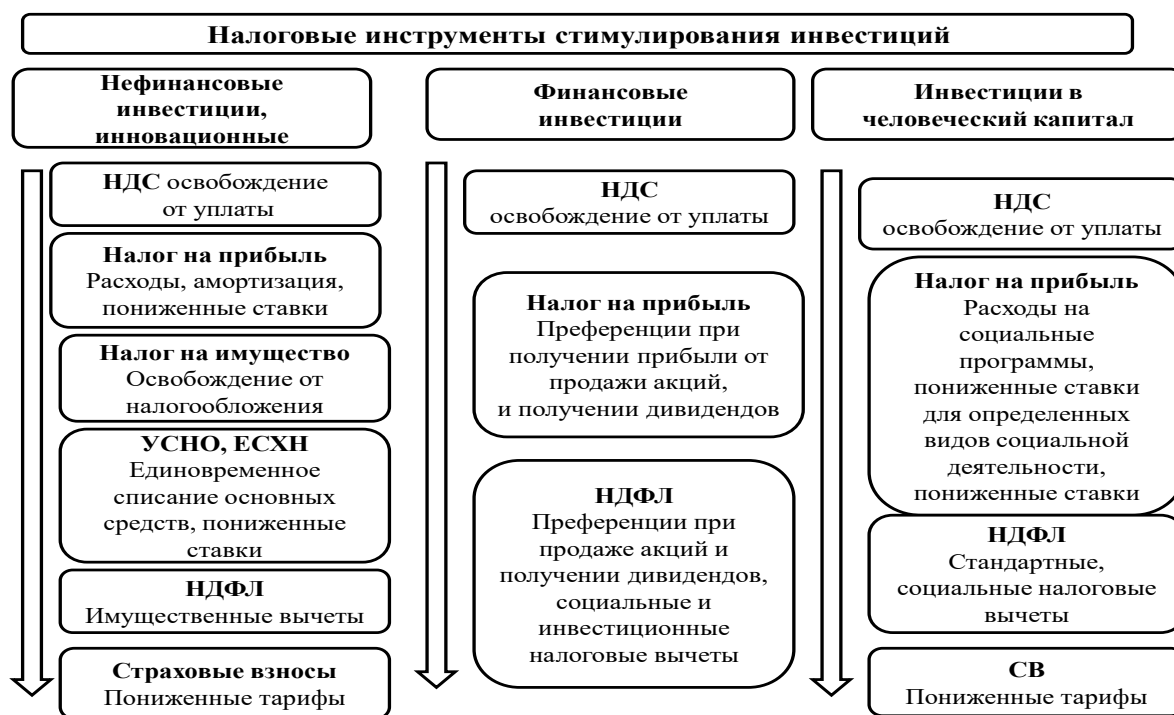 Налоговые инструменты стимулирования инвестиций
Нефинансовые
инвестиции,
инновационные
НДС освобождение
от уплаты
Налог на прибыль
Расходы, амортизация,
пониженные ставки
Налог на имущество
Освобождение от
налогообложения
УСНО, ЕСХН
Единовременное
списание основных
средств, пониженные
ставки
НДФЛ
Имущественные вычеты
Страховые взносы
Пониженные тарифы
Финансовые
инвестиции
НДС
освобождение от уплаты
Налог на прибыль
Преференции при
получении прибыли от
продажи акций,
и получении дивидендов
НДФЛ
Преференции при
продаже акций и
получении дивидендов,
социальные и
инвестиционные
налоговые вычеты
Инвестиции в
человеческий капитал
НДС
освобождение от уплаты
Налог на прибыль
Расходы на
социальные
программы,
пониженные ставки
для определенных
видов социальной
деятельности,
пониженные ставки
НДФЛ
Стандартные,
социальные налоговые
вычеты
СВ
Пониженные тарифы